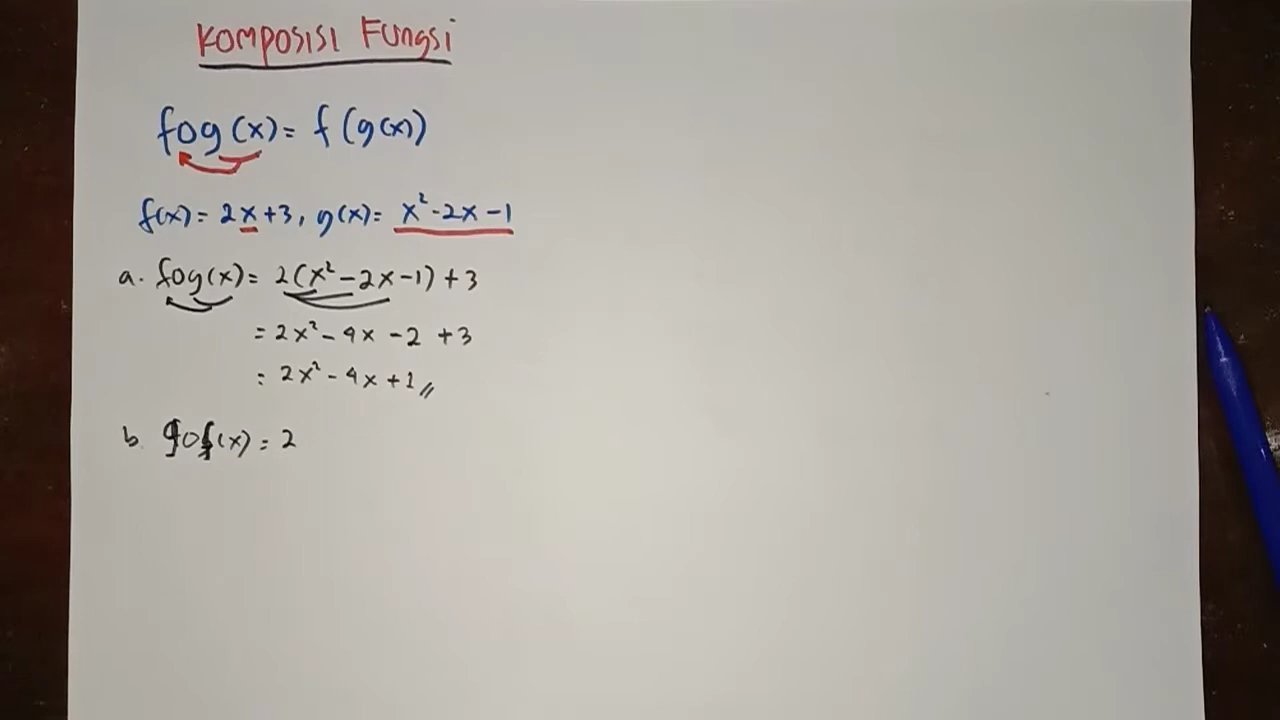 Komposisi Fungsi
fog(x) = f(g(x))
f(x) = 2x+3, g(x) = x²-2x-1
a. fog(x) = 2(x²-2x-1)+3
= 2x²-4x-2+3
= 2x²-4x+1//
b. gof(x) = 2